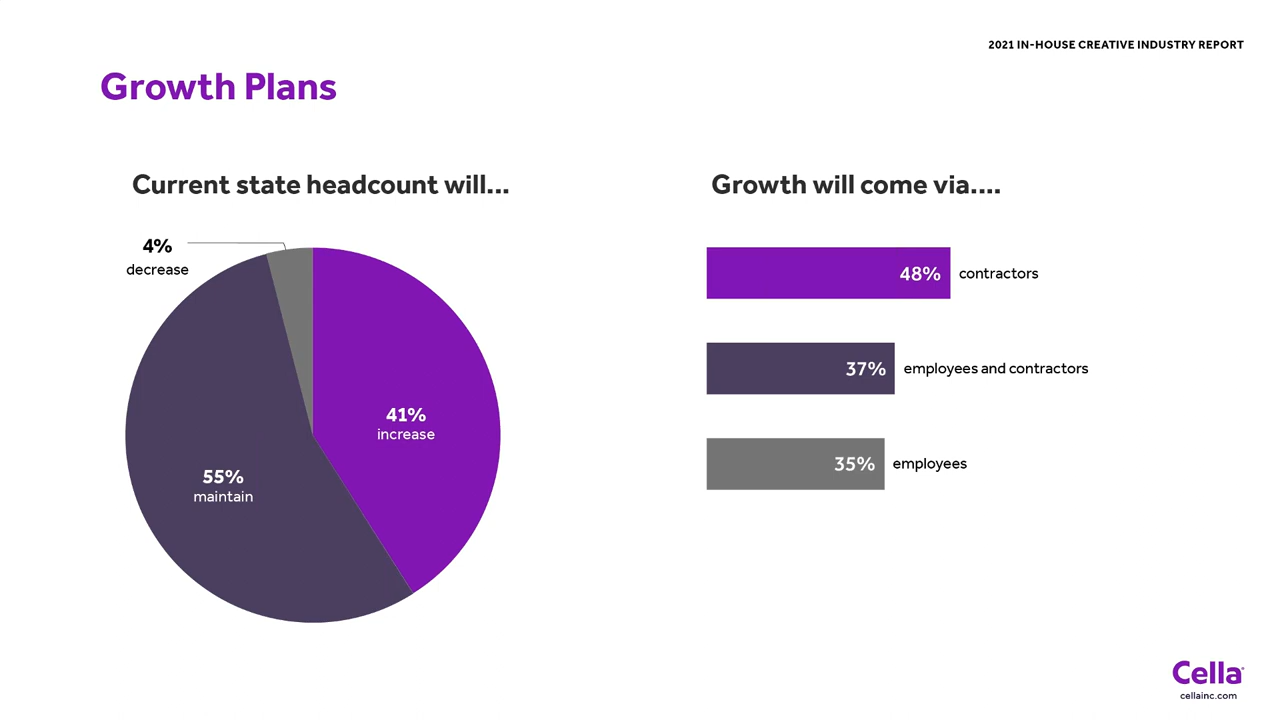 2021 IN-HOUSE CREATIVE INDUSTRY REPORT
Growth Plans
Current state headcount will...
4%
decrease
41%
increase
55%
maintain
Growth will come via....
48% contractors
37% employees and contractors
35% employees
Cella
cellainc.com